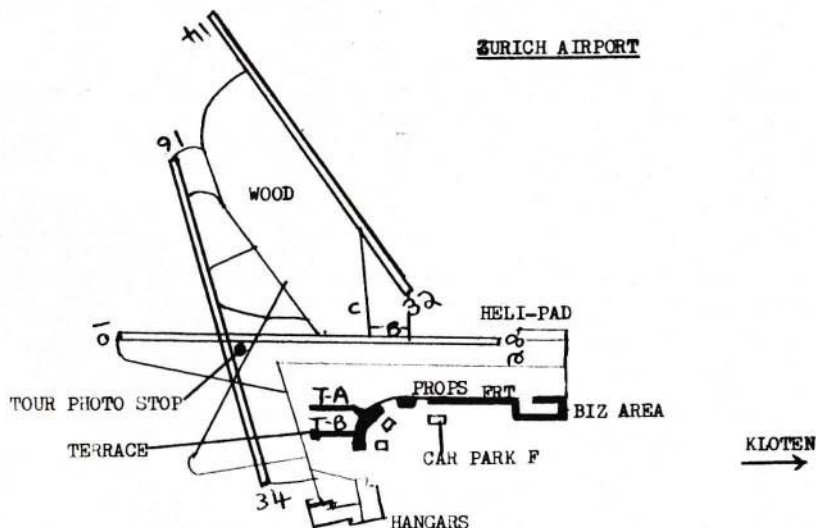 14
ZURICH AIRPORT
16
WOOD
C
32
B
HELI-PAD
10
28
T-A
PROPS
FRT
TOUR PHOTO STOP
BIZ AREA
T-B
TERRACE
CAR PARK F
KLOTEN
34
HANGARS